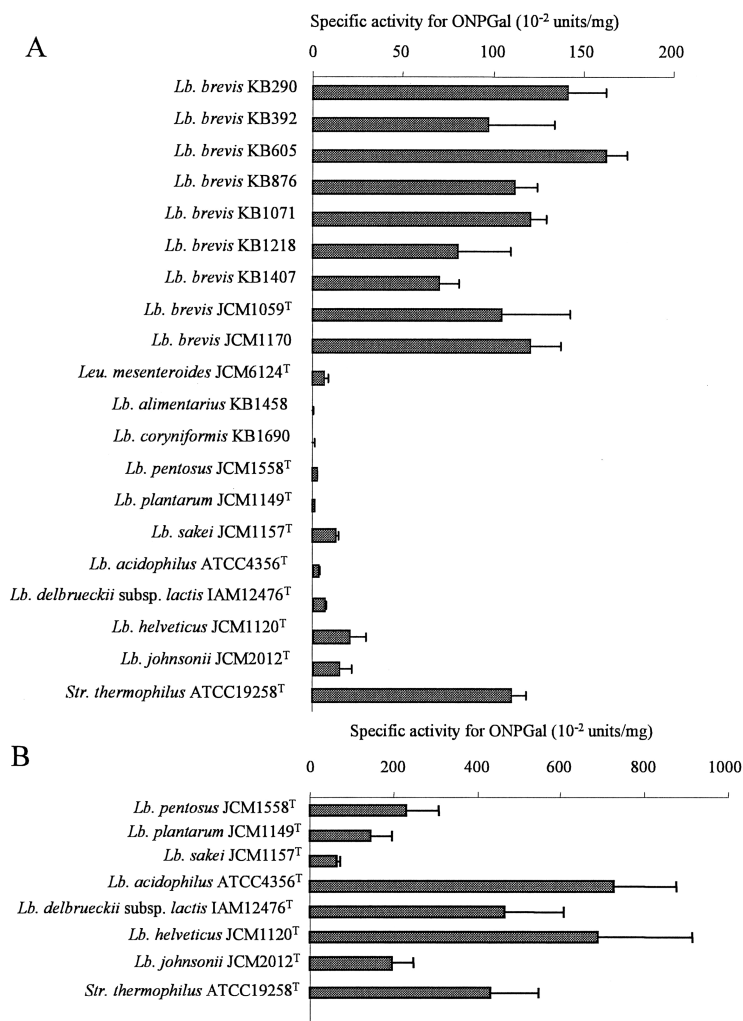 Specific activity for ONPGal (10⁻² units/mg)
A
0 50 100 150 200
Lb. brevis KB290
Lb. brevis KB392
Lb. brevis KB605
Lb. brevis KB876
Lb. brevis KB1071
Lb. brevis KB1218
Lb. brevis KB1407
Lb. brevis JCM1059ᵀ
Lb. brevis JCM1170
Leu. mesenteroides JCM6124ᵀ
Lb. alimentarius KB1458
Lb. coryniformis KB1690
Lb. pentosus JCM1558ᵀ
Lb. plantarum JCM1149ᵀ
Lb. sakei JCM1157ᵀ
Lb. acidophilus ATCC4356ᵀ
Lb. delbrueckii subsp. lactis IAM12476ᵀ
Lb. helveticus JCM1120ᵀ
Lb. johnsonii JCM2012ᵀ
Str. thermophilus ATCC19258ᵀ
Specific activity for ONPGal (10⁻² units/mg)
B
0 200 400 600 800 1000
Lb. pentosus JCM1558ᵀ
Lb. plantarum JCM1149ᵀ
Lb. sakei JCM1157ᵀ
Lb. acidophilus ATCC4356ᵀ
Lb. delbrueckii subsp. lactis IAM12476ᵀ
Lb. helveticus JCM1120ᵀ
Lb. johnsonii JCM2012ᵀ
Str. thermophilus ATCC19258ᵀ